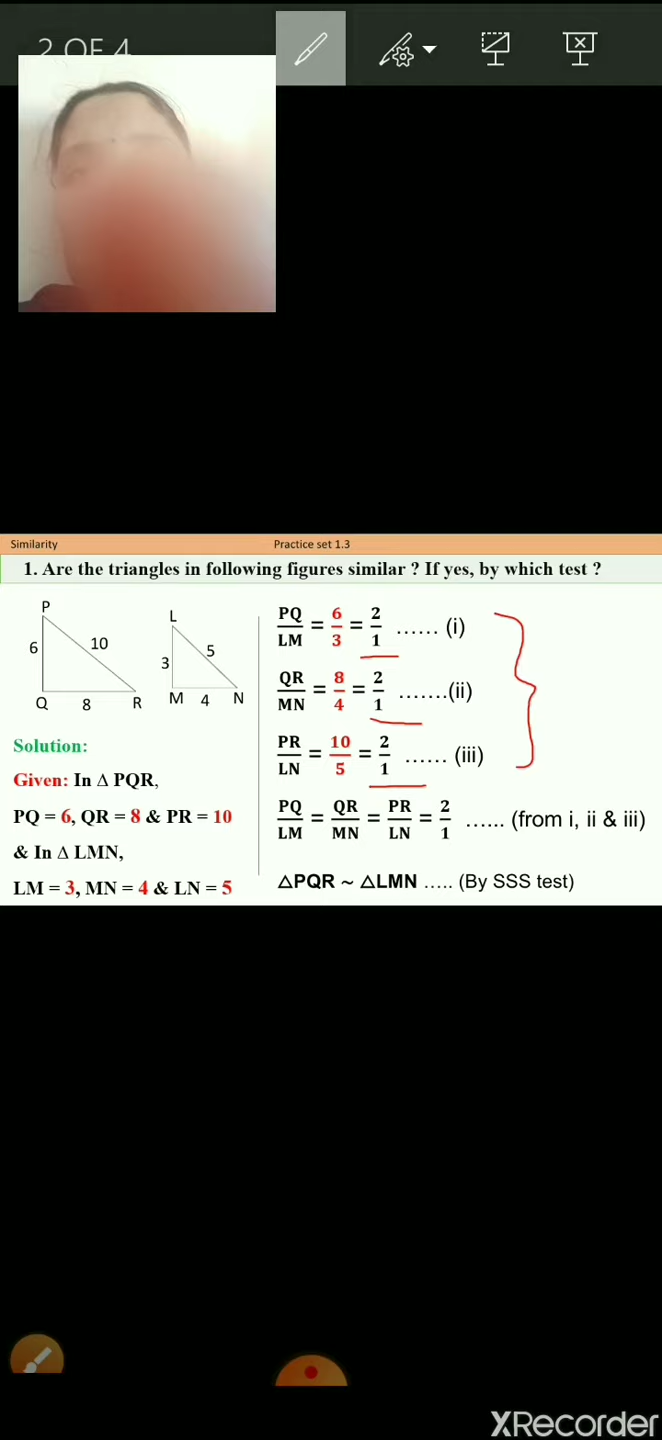 2 OF 4
Similarity
Practice set 1.3
1. Are the triangles in following figures similar ? If yes, by which test ?
P
6
10
Q
8
R
L
3
5
M
4
N
Solution:
Given: In Δ PQR,
PQ = 6, QR = 8 & PR = 10
& In Δ LMN,
LM = 3, MN = 4 & LN = 5
PQ/LM = 6/3 = 2/1 ...... (i)
QR/MN = 8/4 = 2/1 .......(ii)
PR/LN = 10/5 = 2/1 ...... (iii)
PQ/LM = QR/MN = PR/LN = 2/1 ...... (from i, ii & iii)
△PQR ~ △LMN ..... (By SSS test)
XRecorder